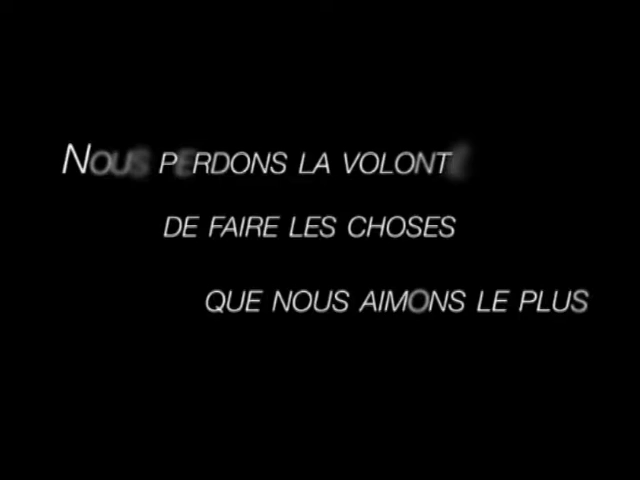 NOUS PERDONS LA VOLONTÉ
DE FAIRE LES CHOSES
QUE NOUS AIMONS LE PLUS